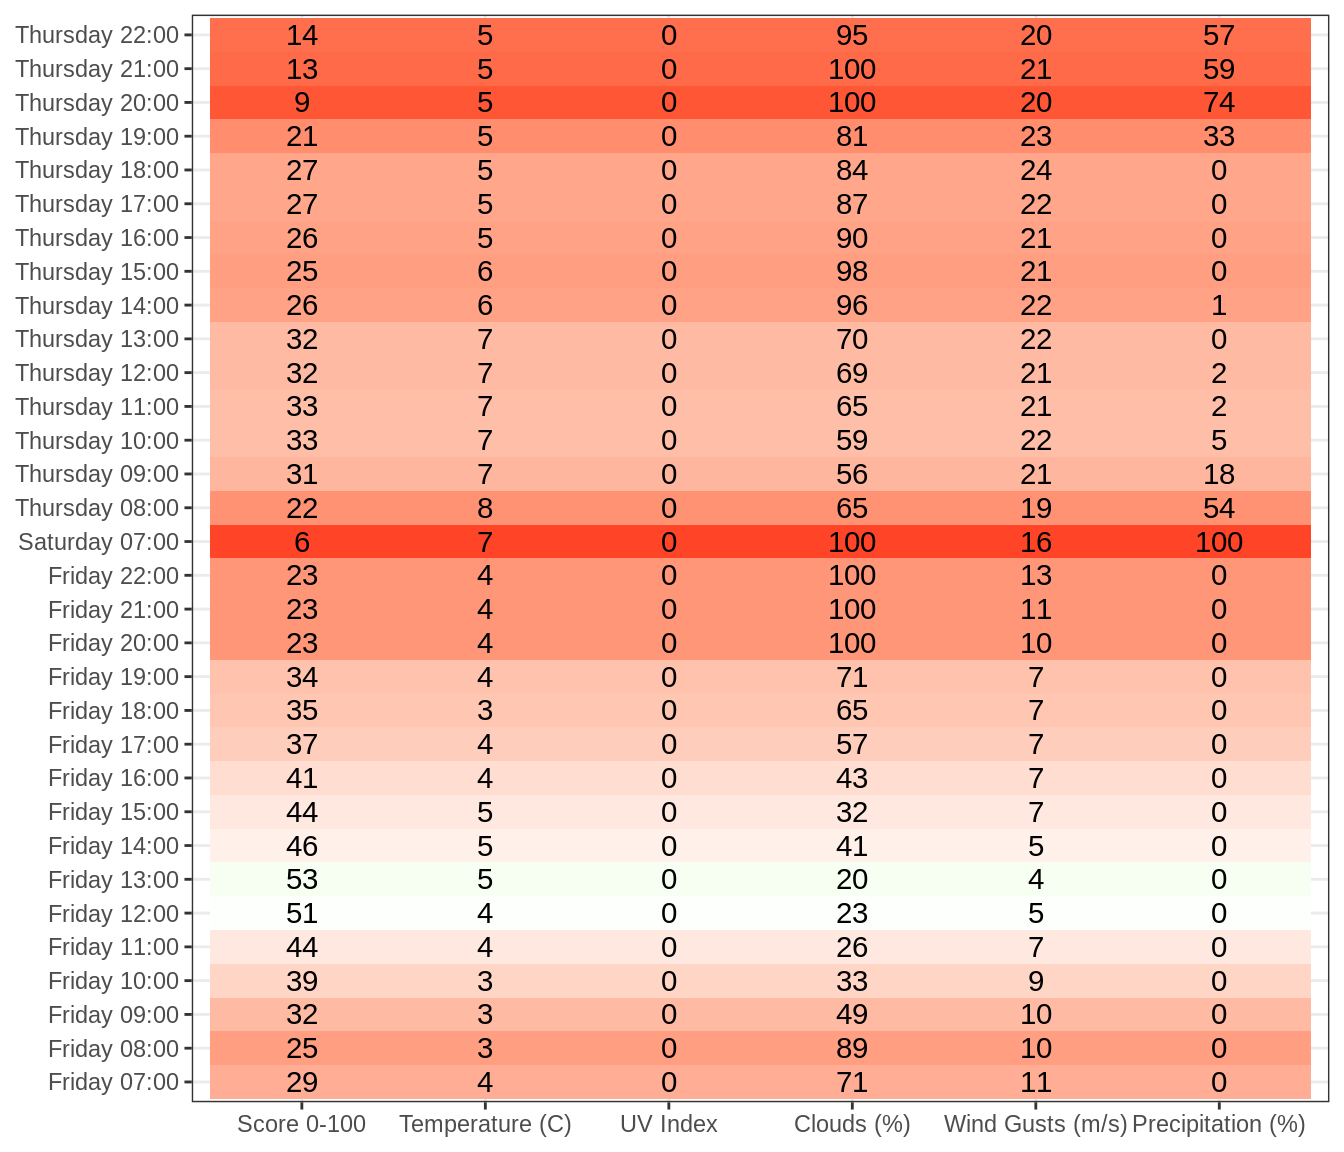 Thursday 22:00 14 5 0 95 20 57
Thursday 21:00 13 5 0 100 21 59
Thursday 20:00 9 5 0 100 20 74
Thursday 19:00 21 5 0 81 23 33
Thursday 18:00 27 5 0 84 24 0
Thursday 17:00 27 5 0 87 22 0
Thursday 16:00 26 5 0 90 21 0
Thursday 15:00 25 6 0 98 21 0
Thursday 14:00 26 6 0 96 22 1
Thursday 13:00 32 7 0 70 22 0
Thursday 12:00 32 7 0 69 21 2
Thursday 11:00 33 7 0 65 21 2
Thursday 10:00 33 7 0 59 22 5
Thursday 09:00 31 7 0 56 21 18
Thursday 08:00 22 8 0 65 19 54
Saturday 07:00 6 7 0 100 16 100
Friday 22:00 23 4 0 100 13 0
Friday 21:00 23 4 0 100 11 0
Friday 20:00 23 4 0 100 10 0
Friday 19:00 34 4 0 71 7 0
Friday 18:00 35 3 0 65 7 0
Friday 17:00 37 4 0 57 7 0
Friday 16:00 41 4 0 43 7 0
Friday 15:00 44 5 0 32 7 0
Friday 14:00 46 5 0 41 5 0
Friday 13:00 53 5 0 20 4 0
Friday 12:00 51 4 0 23 5 0
Friday 11:00 44 4 0 26 7 0
Friday 10:00 39 3 0 33 9 0
Friday 09:00 32 3 0 49 10 0
Friday 08:00 25 3 0 89 10 0
Friday 07:00 29 4 0 71 11 0
Score 0-100 Temperature (C) UV Index Clouds (%) Wind Gusts (m/s) Precipitation (%)